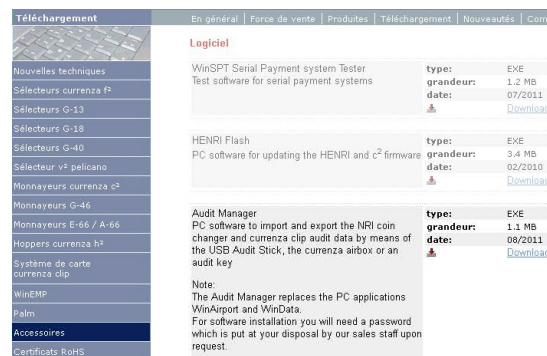 Téléchargement
En général | Force de vente | Produites | Téléchargement | Nouveautés |
Logiciel
Nouvelles techniques
Sélecteurs currenza f²
Sélecteurs G-13
Sélecteurs G-18
Sélecteurs G-40
Sélecteur v² pelicano
Monnayeurs currenza c²
Monnayeurs G-46
Monnayeurs E-66 / A-66
Hoppers currenza h²
Système de carte
currenza clip
WinEMP
Palm
Accessoires
Certificats RoHS
WinSPT Serial Payment system Tester
Test software for serial payment systems
type: EXE
grandeur: 1.2 MB
date: 07/2011
Download
HENRI Flash
PC software for updating the HENRI and c² firmware
type: EXE
grandeur: 3.4 MB
date: 02/2010
Download
Audit Manager
PC software to import and export the NRI coin
changer and currenza clip audit data by means of
the USB Audit Stick, the currenza airbox or an
audit key
Note:
The Audit Manager replaces the PC applications
WinAirport and WinData.
For software installation you will need a password
which is put at your disposal by our sales staff upon
request.
type: EXE
grandeur: 1.1 MB
date: 08/2011
Download